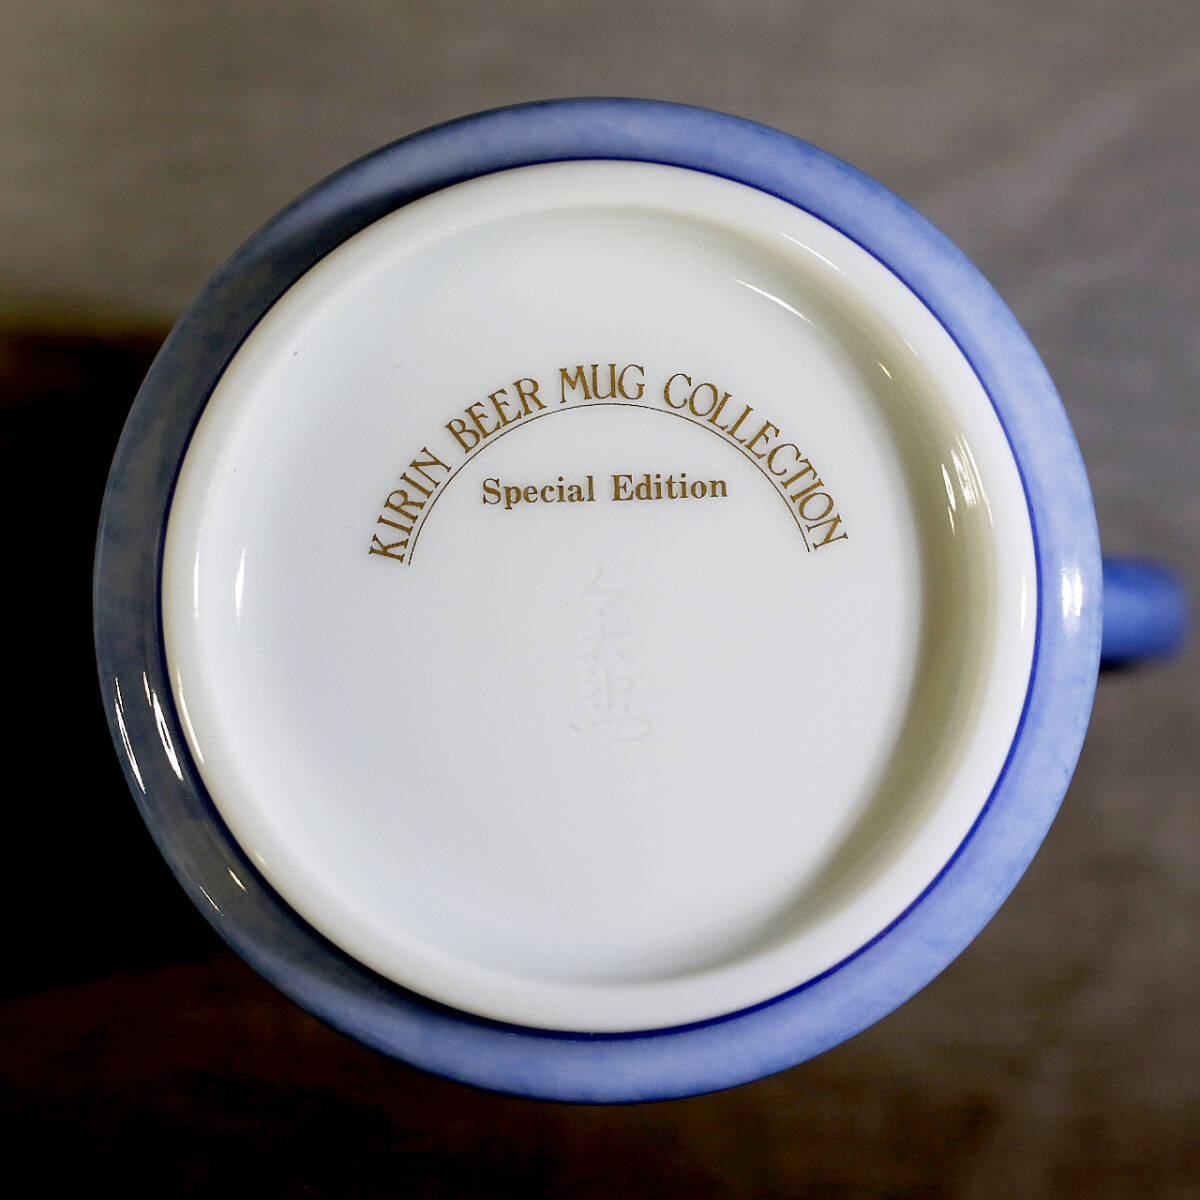 KIRIN BEER MUG COLLECTION
Special Edition